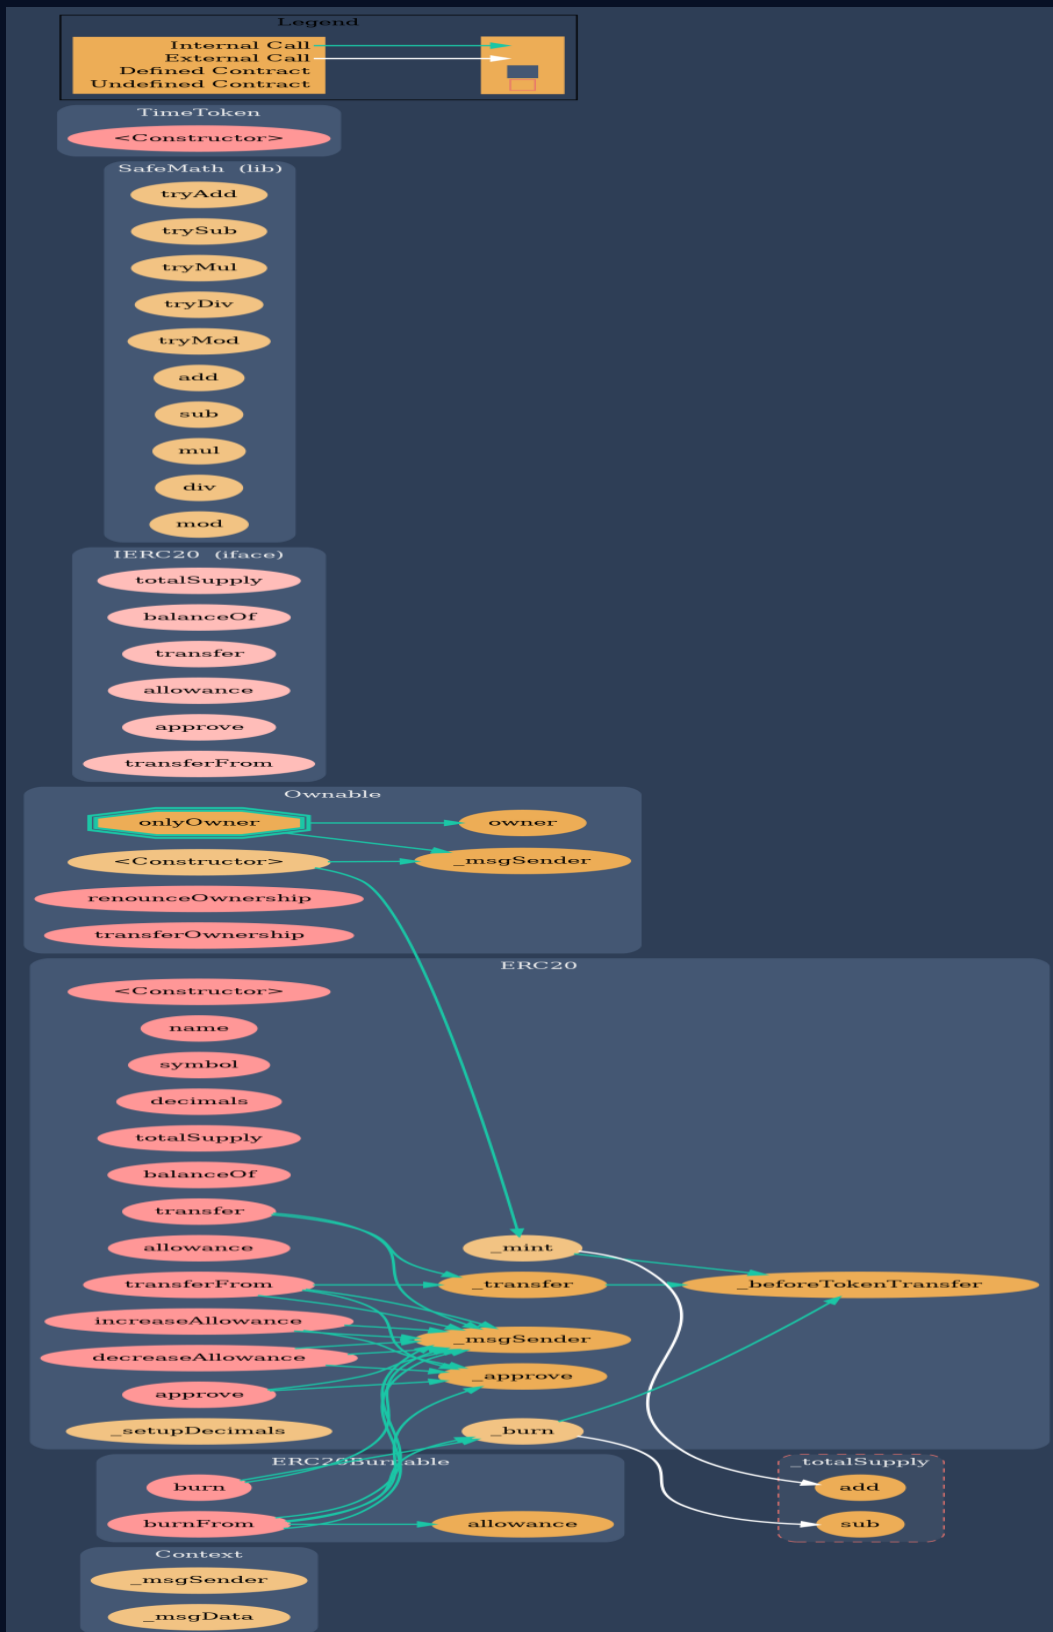 Legend
Internal Call
External Call
Defined Contract
Undefined Contract
TimeToken
<Constructor>
SafeMath (lib)
tryAdd
trySub
tryMul
tryDiv
tryMod
add
sub
mul
div
mod
IERC20 (iface)
totalSupply
balanceOf
transfer
allowance
approve
transferFrom
Ownable
onlyOwner owner
<Constructor> _msgSender
renounceOwnership
transferOwnership
ERC20
<Constructor>
name
symbol
decimals
totalSupply
balanceOf
transfer
allowance _mint
transferFrom _transfer _beforeTokenTransfer
increaseAllowance
_msgSender
decreaseAllowance
_approve
approve
_setupDecimals _burn
ERC20Burnable _totalSupply
burn add
burnFrom allowance sub
Context
_msgSender
_msgData